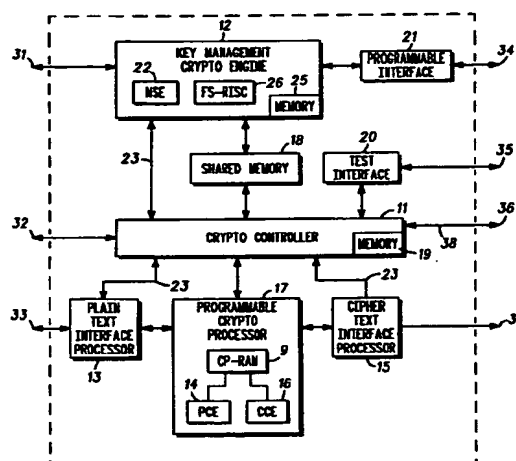 12
21
31
KEY MANAGEMENT
CRYPTO ENGINE
PROGRAMMABLE
INTERFACE
34
22
26
25
NSE
FS-RISC
MEMORY
18
20
23
SHARED MEMORY
TEST
INTERFACE
35
11
36
32
CRYPTO CONTROLLER
MEMORY
19
38
23
17
23
33
PLAIN
TEXT
INTERFACE
PROCESSOR
13
PROGRAMMABLE
CRYPTO
PROCESSOR
CP-RAM
9
14
16
PCE
CCE
CIPHER
TEXT
INTERFACE
PROCESSOR
15
3